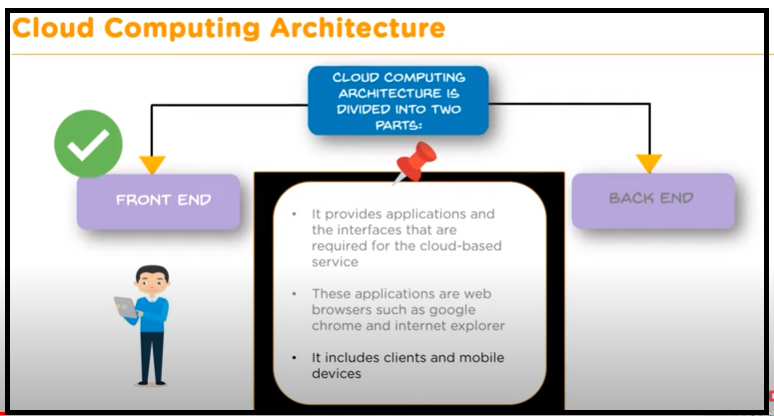 Cloud Computing Architecture
CLOUD COMPUTING
ARCHITECTURE IS
DIVIDED INTO TWO
PARTS:
FRONT END
BACK END
• It provides applications and
the interfaces that are
required for the cloud-based
service
• These applications are web
browsers such as google
chrome and internet explorer
• It includes clients and mobile
devices